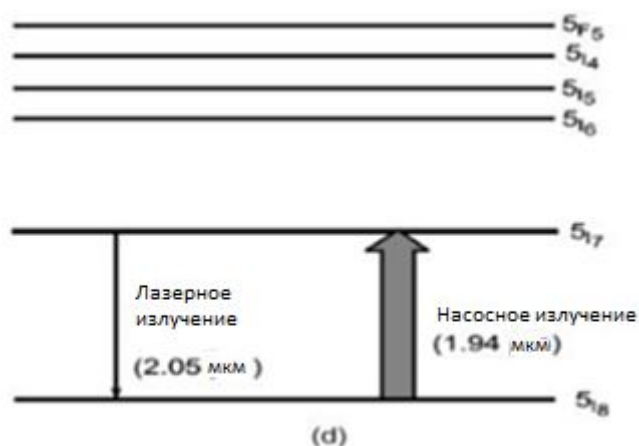 5F5
5I4
5I5
5I6
5I7
Лазерное
излучение
(2.05 мкм )
Насосное излучение
(1.94 мкм)
5I8
(d)